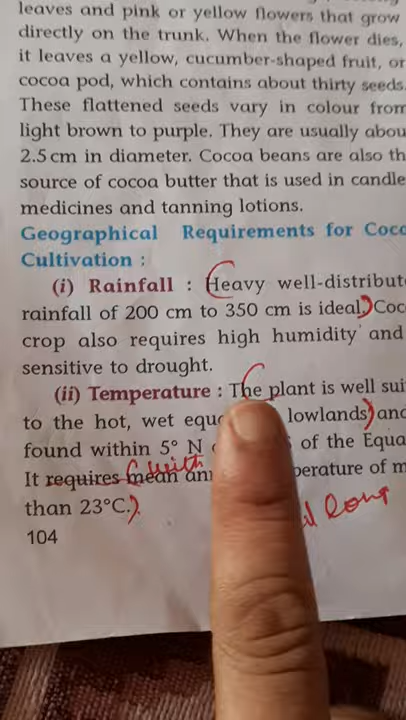 leaves and pink or yellow flowers that grow
directly on the trunk. When the flower dies,
it leaves a yellow, cucumber-shaped fruit, or
cocoa pod, which contains about thirty seeds.
These flattened seeds vary in colour from
light brown to purple. They are usually abou
2.5 cm in diameter. Cocoa beans are also th
source of cocoa butter that is used in candle
medicines and tanning lotions.
Geographical Requirements for Coco
Cultivation :
(i) Rainfall : Heavy well-distribute
rainfall of 200 cm to 350 cm is ideal. Coc
crop also requires high humidity and
sensitive to drought.
(ii) Temperature : The plant is well sui
to the hot, wet equ lowlands and
found within 5° N of the Equa
with
It requires mean an perature of m
than 23°C.
104